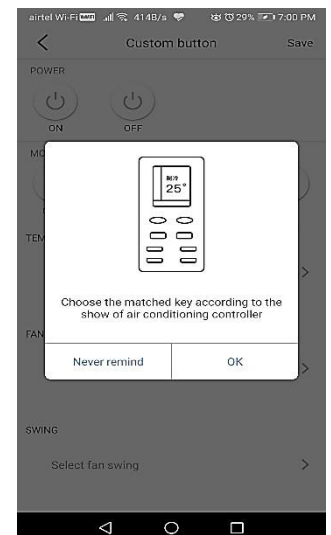 airtel Wi-Fi 414B/s 29% 7:00 PM
Custom button Save
POWER
ON OFF
MO
制冷
25°
TEM
Choose the matched key according to the
show of air conditioning controller
FAN
Never remind OK
SWING
Select fan swing